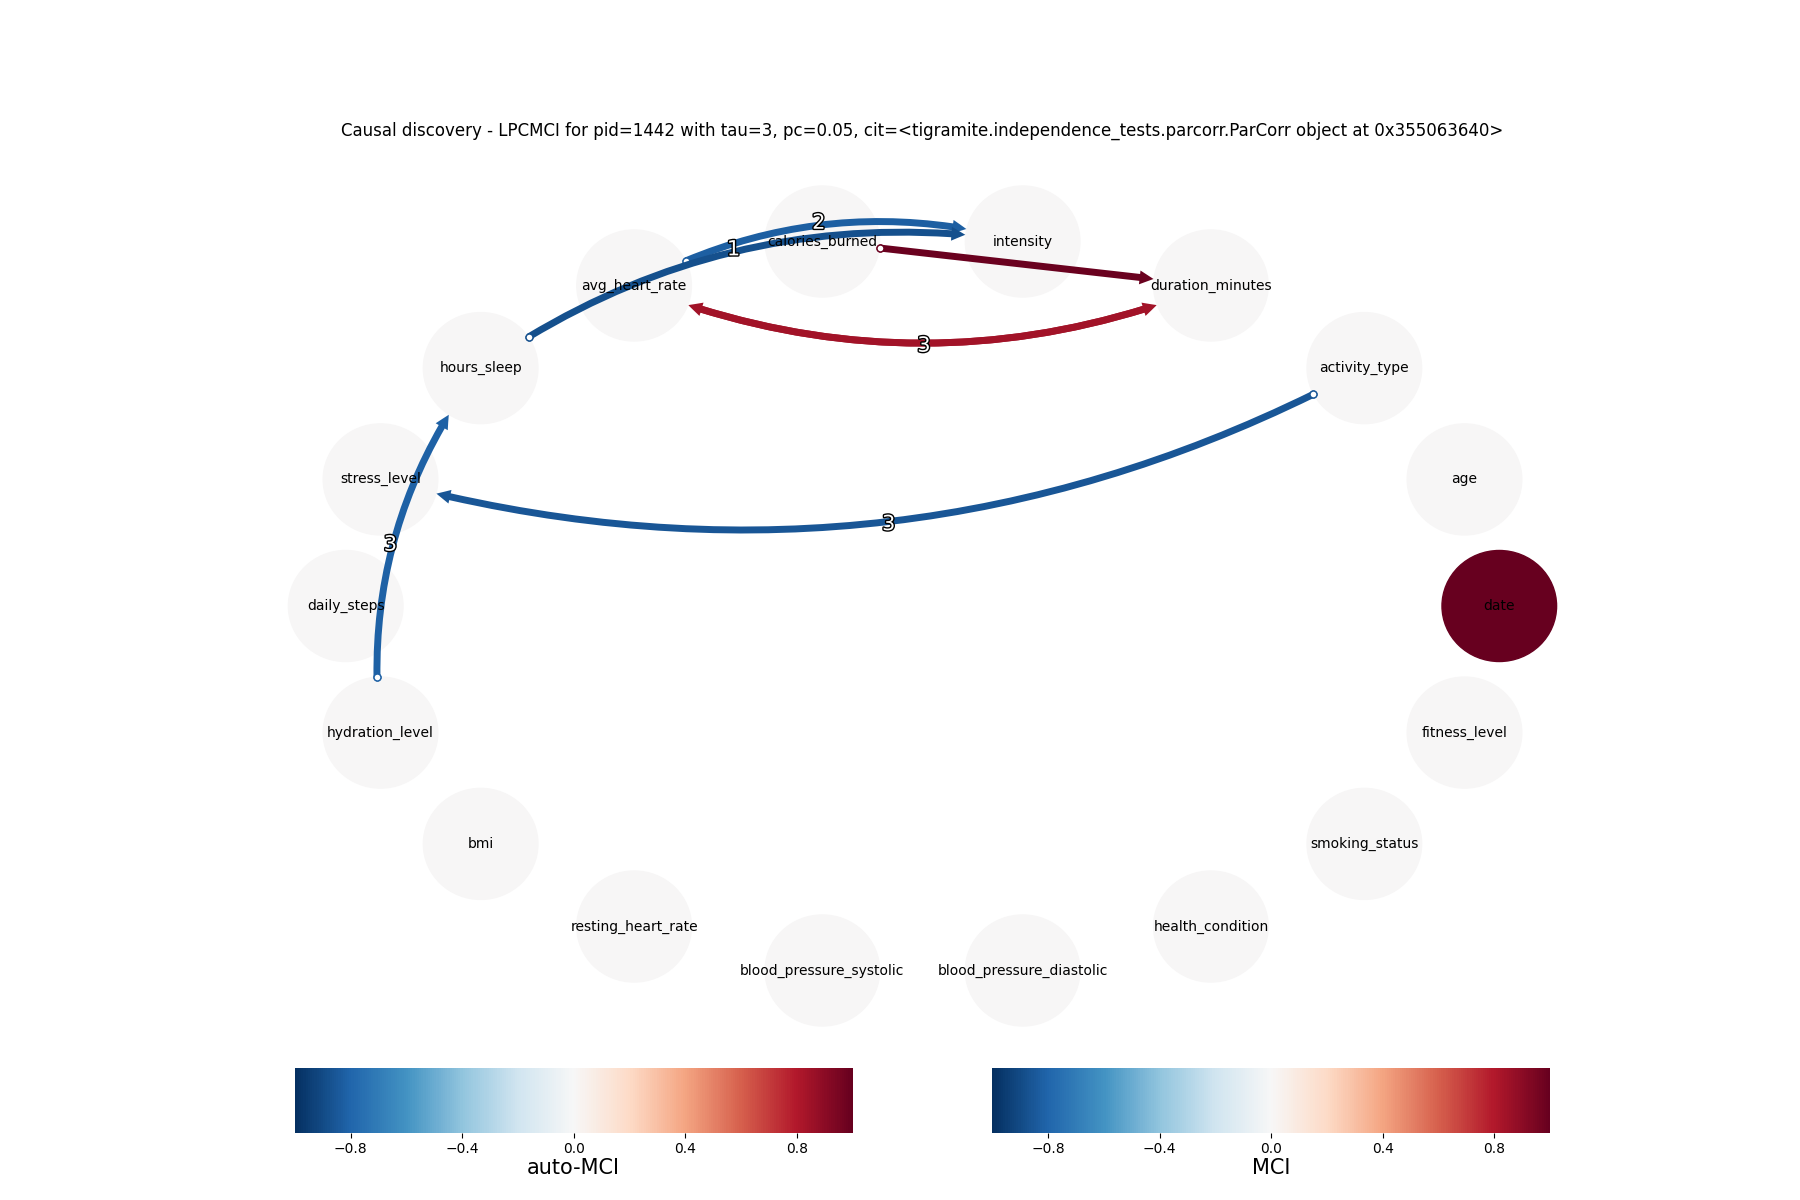 Causal discovery - LPCMCI for pid=1442 with tau=3, pc=0.05, cit=<tigramite.independence_tests.parcorr.ParCorr object at 0x355063640>
2
calories_burned
intensity
1
avg_heart_rate
duration_minutes
3
hours_sleep
activity_type
stress_level
age
3
3
daily_steps
date
hydration_level
fitness_level
bmi
smoking_status
resting_heart_rate
health_condition
blood_pressure_systolic
blood_pressure_diastolic
−0.8 −0.4 0.0 0.4 0.8
auto-MCI
−0.8 −0.4 0.0 0.4 0.8
MCI